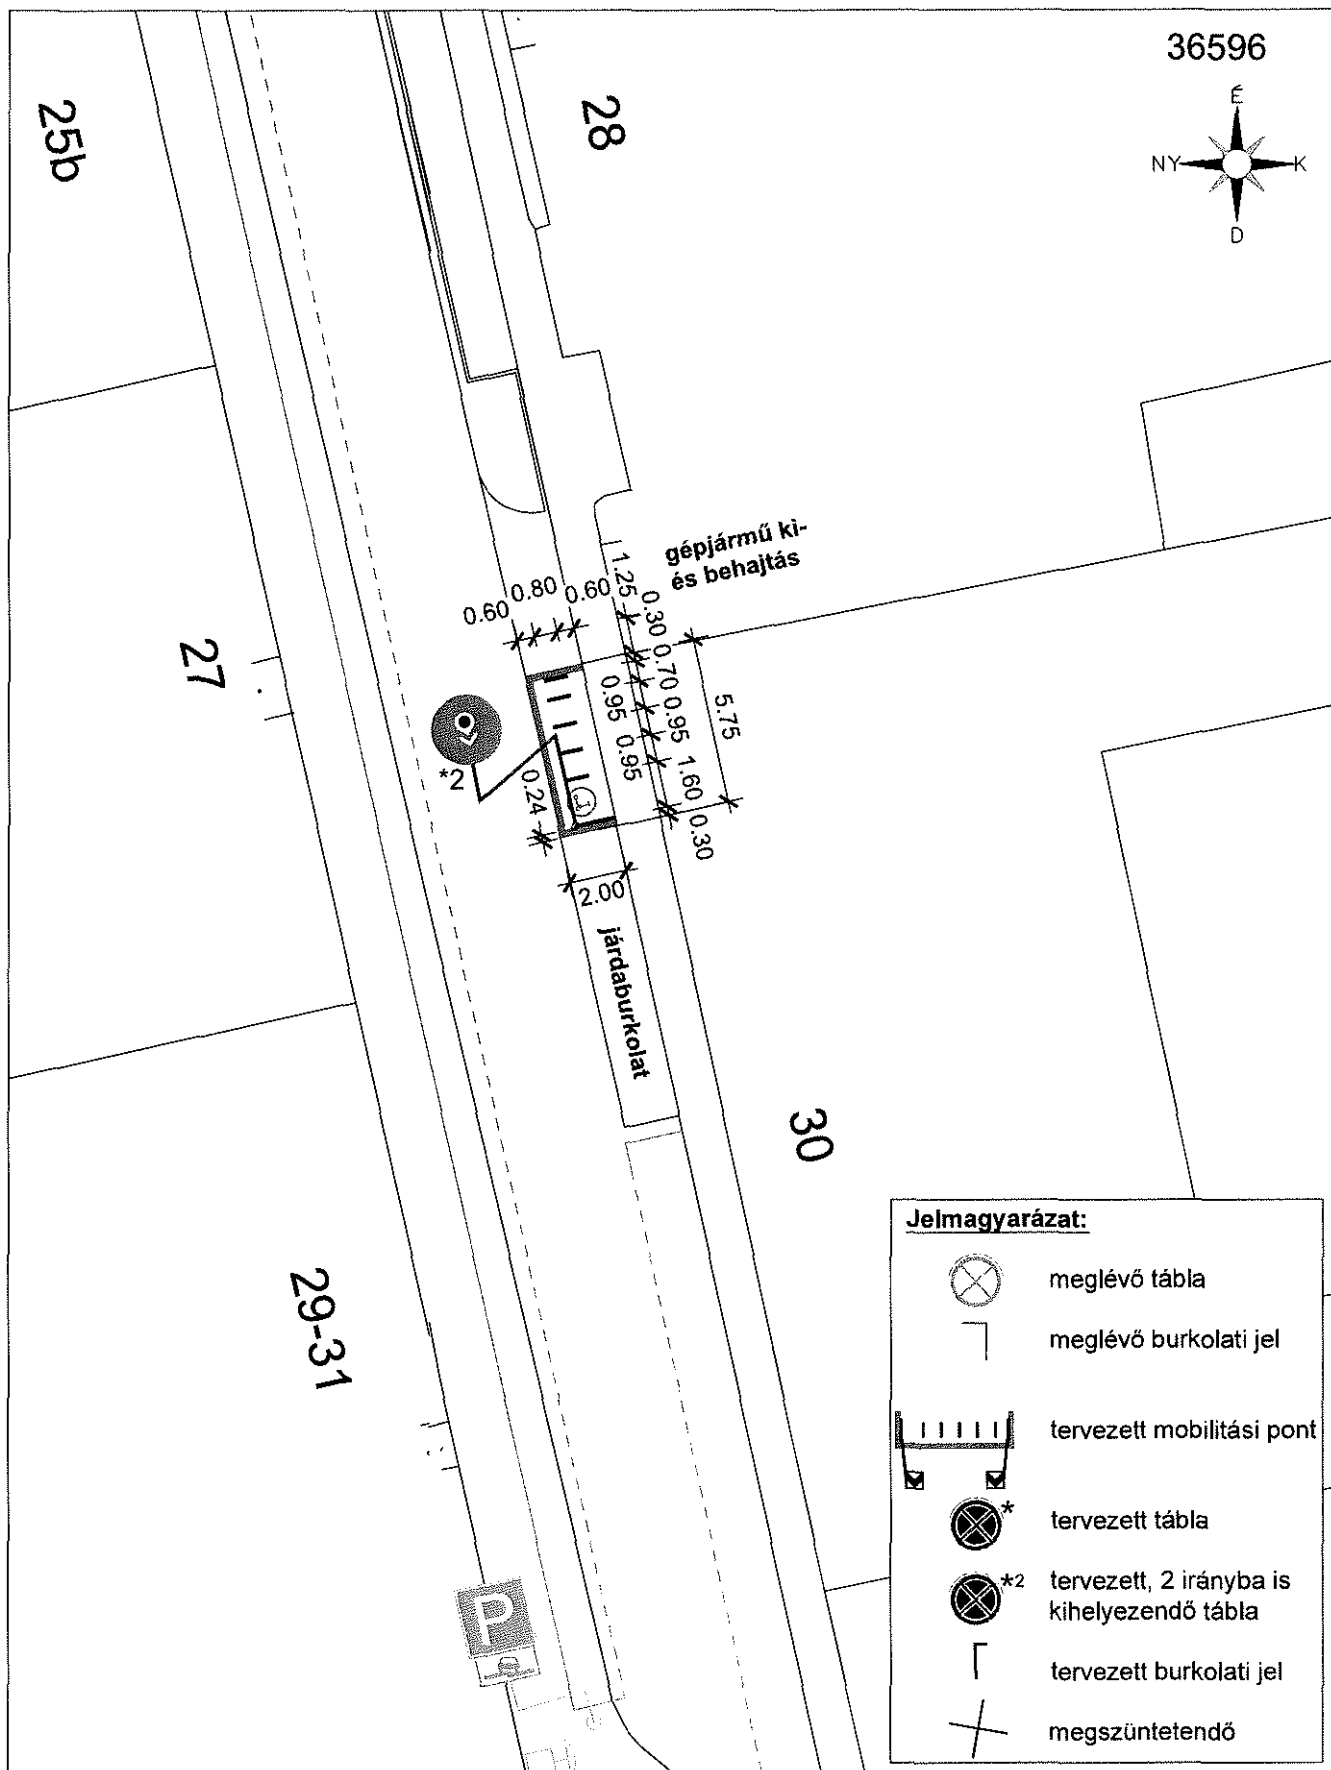 36596
É
NY
K
D
25b
28
gépjármű ki-
és behajtás
0.60
0.80
0.60
1.25
0.30
0.70
0.95
0.95
0.95
1.60
0.30
5.75
27
*2
0.24
2.00
járdaburkolat
30
29-31
P
Jelmagyarázat:
meglévő tábla
meglévő burkolati jel
tervezett mobilitási pont
* tervezett tábla
*2 tervezett, 2 irányba is
kihelyezendő tábla
tervezett burkolati jel
megszüntetendő